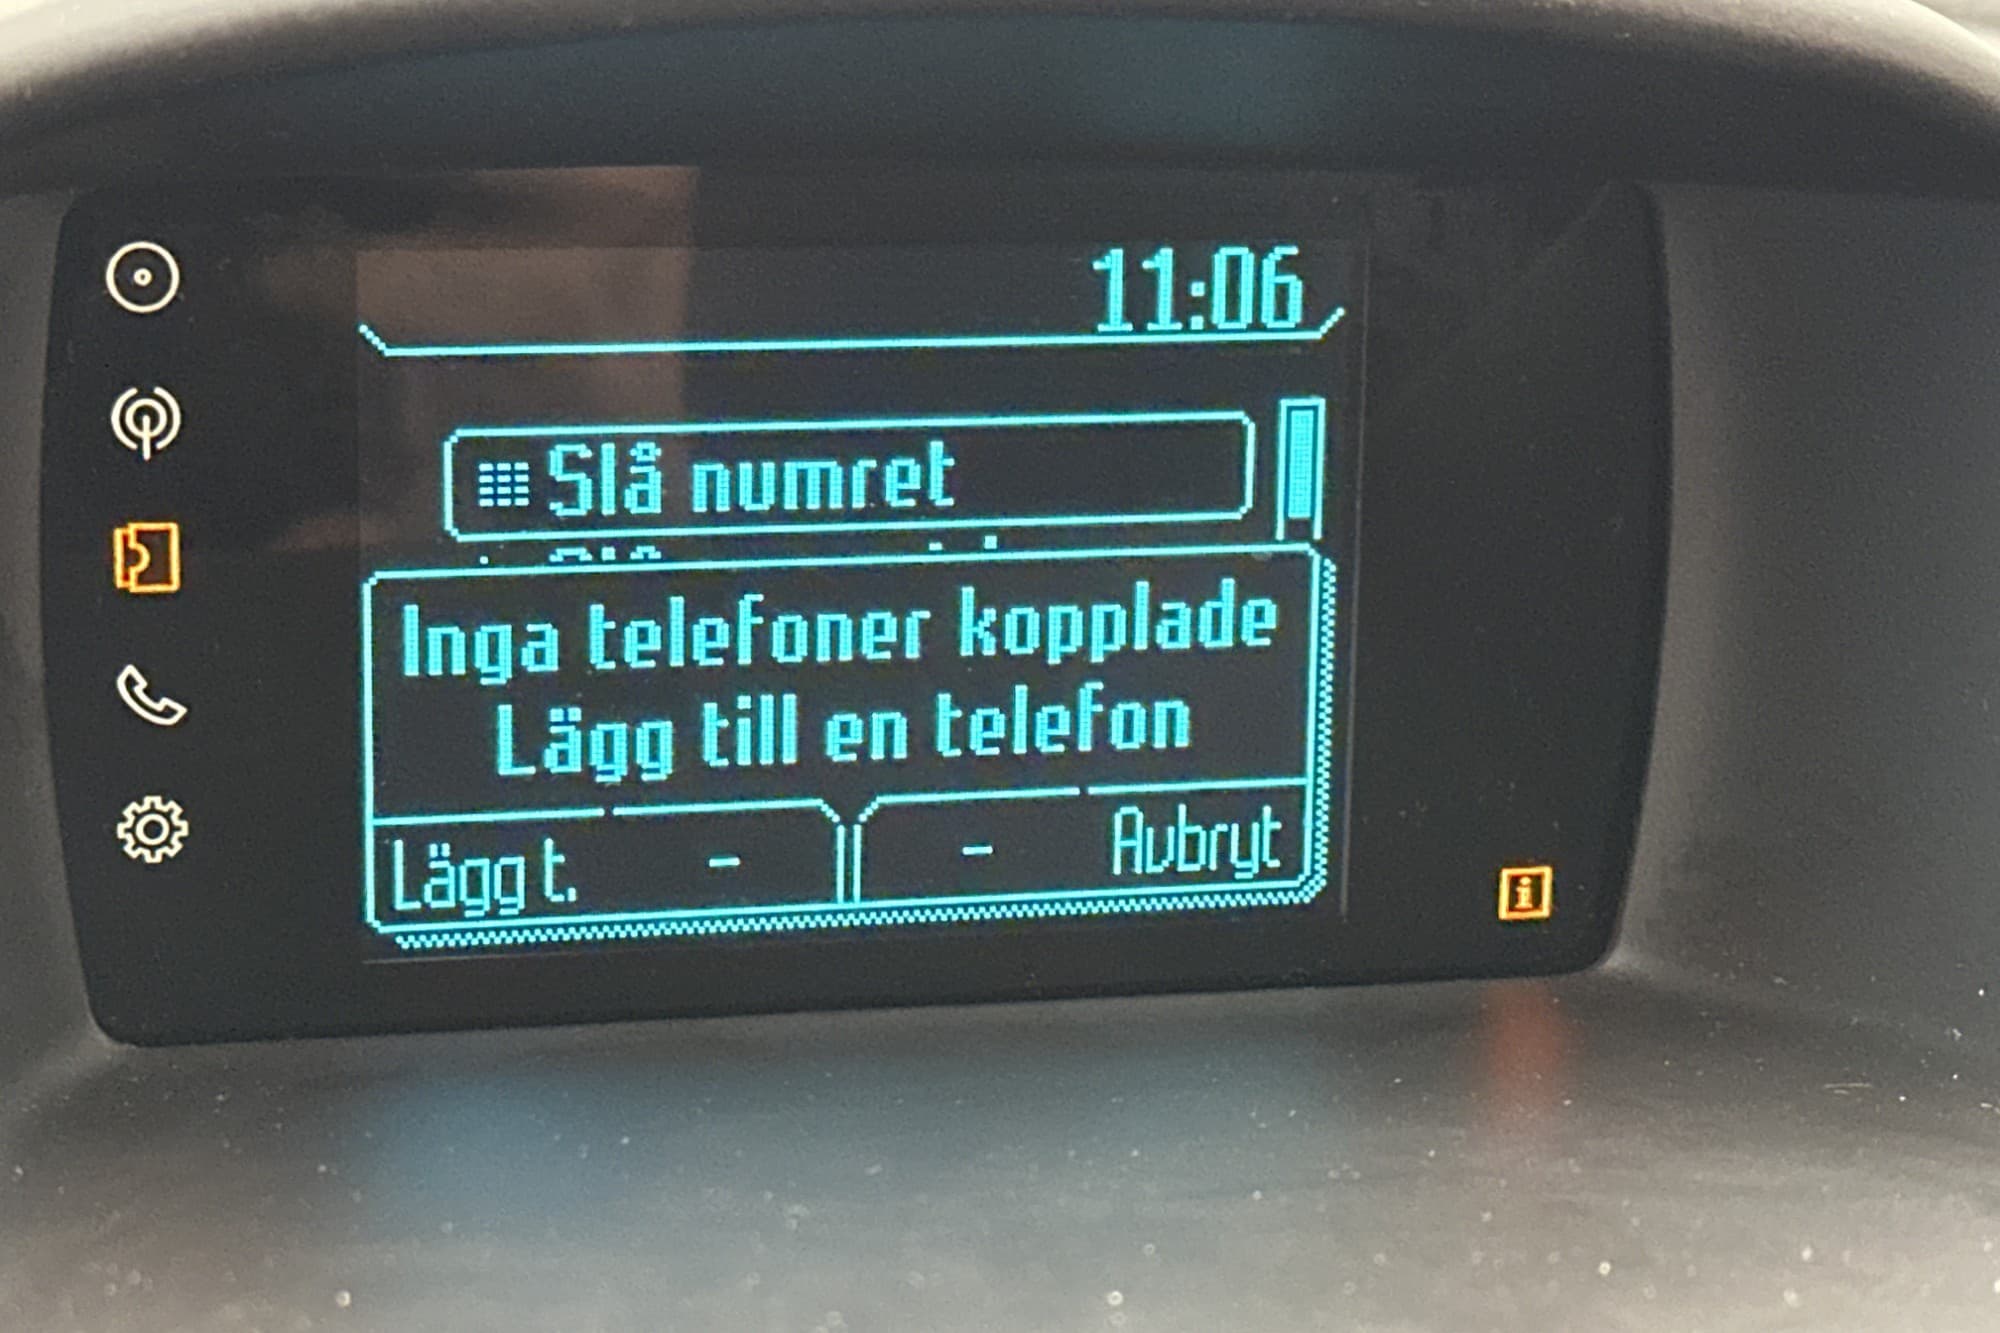 11:06
Slå numret
Inga telefoner kopplade
Lägg till en telefon
Lägg t. - - Avbryt
i